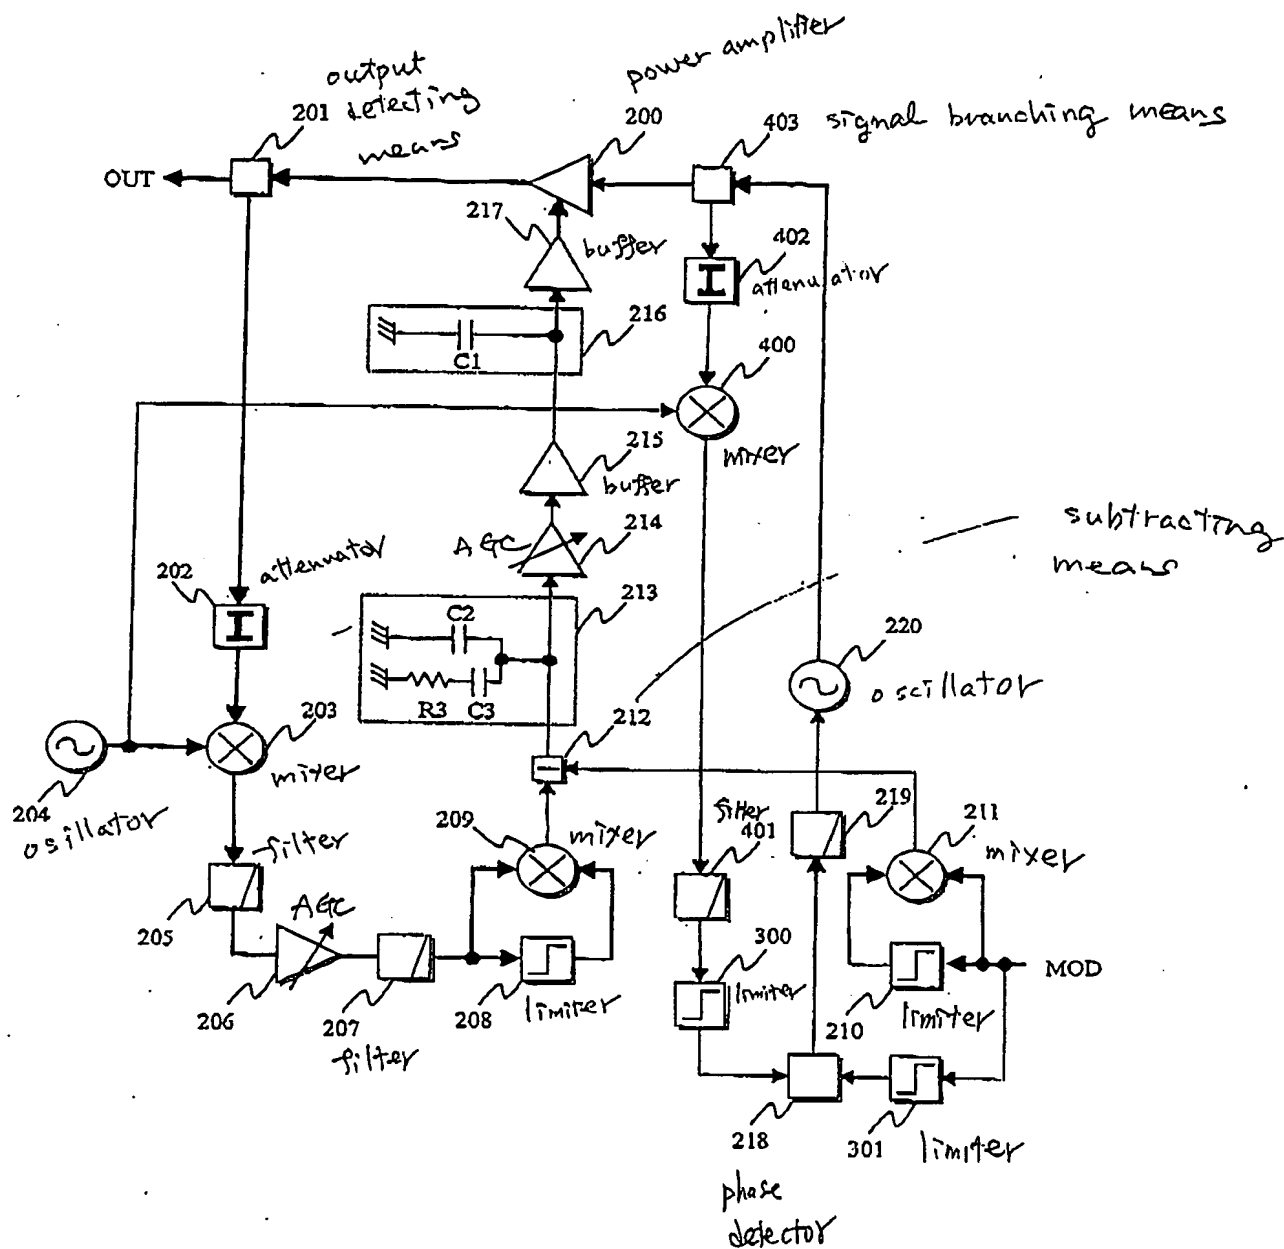 power amplifier
output
201 detecting
means
200
403 signal branching means
OUT
217
buffer
402
attenuator
216
C1
400
mixer
215
buffer
AGC
214
subtracting
means
202
attenuator
213
C2
R3
C3
220
oscillator
212
203
mixer
204
oscillator
219
209
mixer
filter
401
211
mixer
filter
205
AGC
300
limiter
MOD
206
207
filter
208
limiter
210
limiter
218
301
limiter
phase
detector